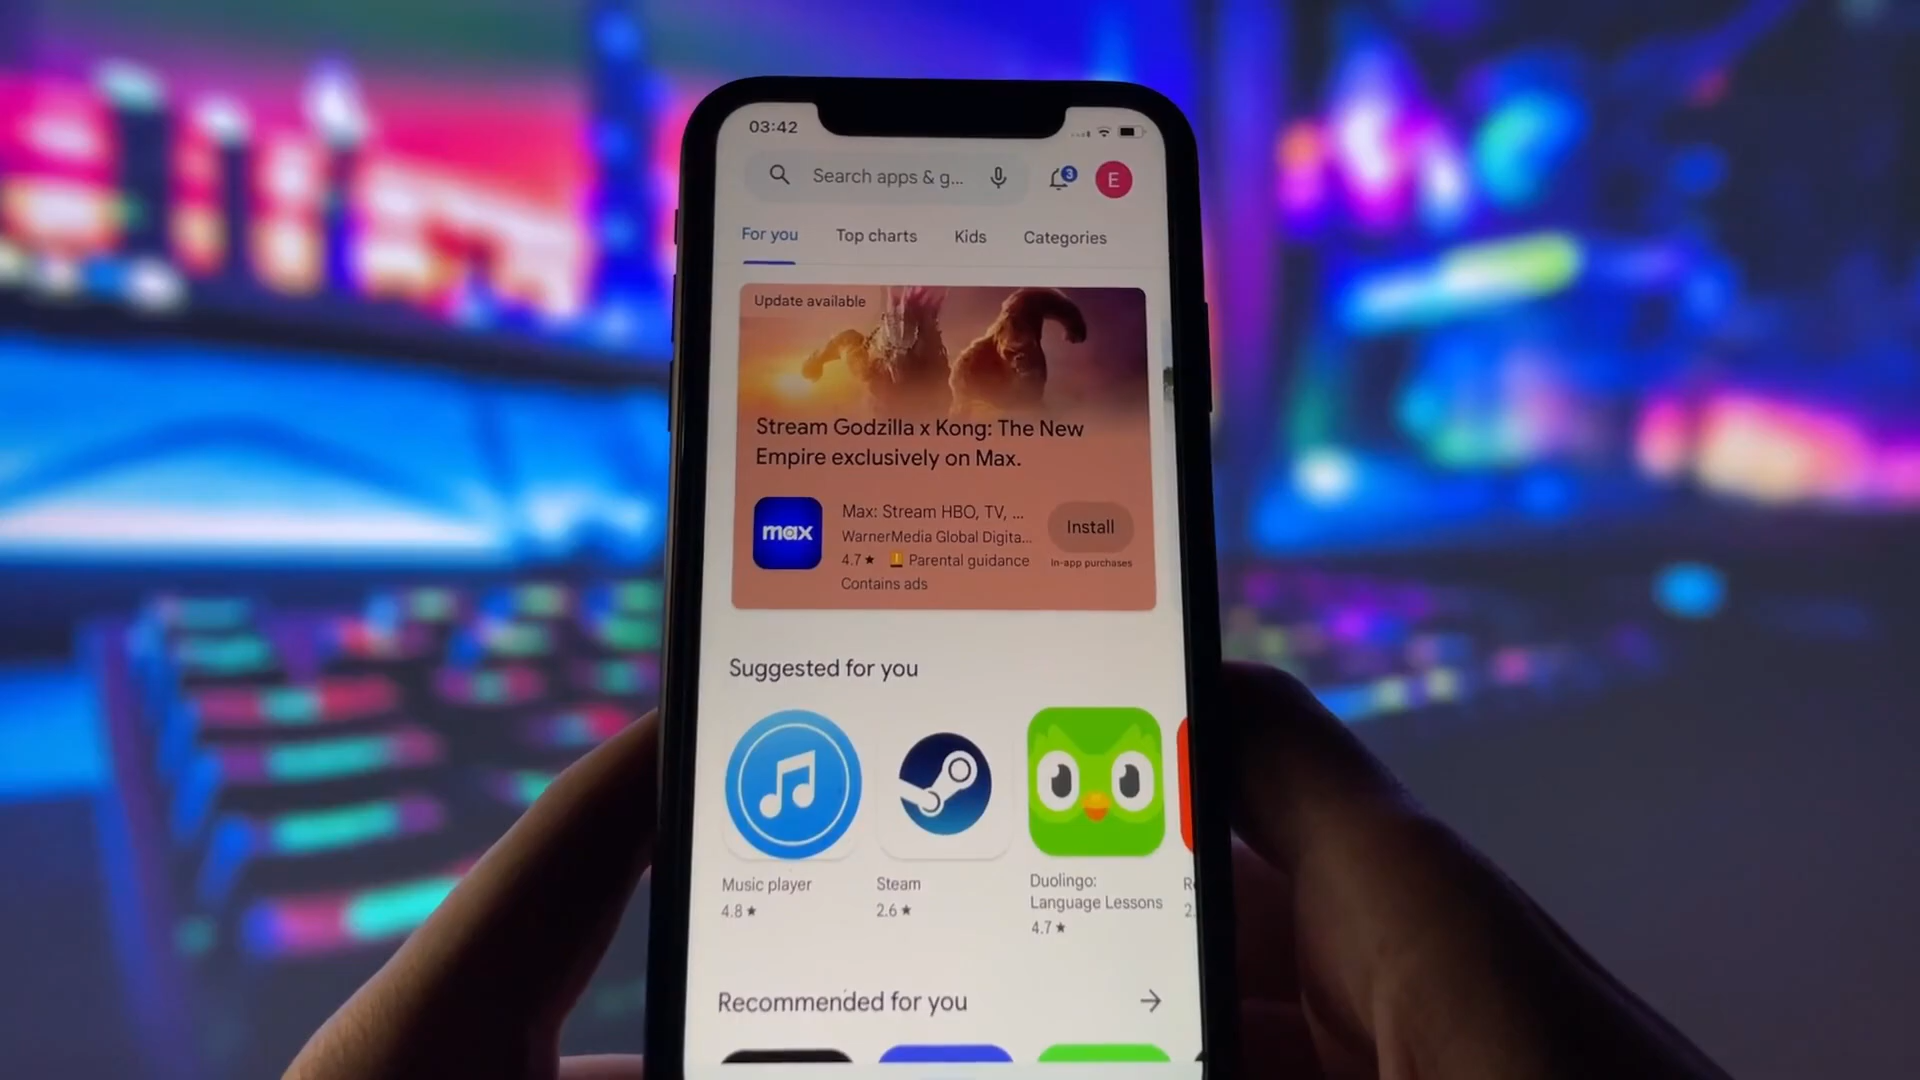 03:42
Search apps & g...
3
E
For you
Top charts
Kids
Categories
Update available
Stream Godzilla x Kong: The New
Empire exclusively on Max.
max
Max: Stream HBO, TV, ...
WarnerMedia Global Digita...
4.7★ Parental guidance
Contains ads
Install
In-app purchases
Suggested for you
Music player
4.8★
Steam
2.6★
Duolingo:
Language Lessons
4.7★
2.
Recommended for you